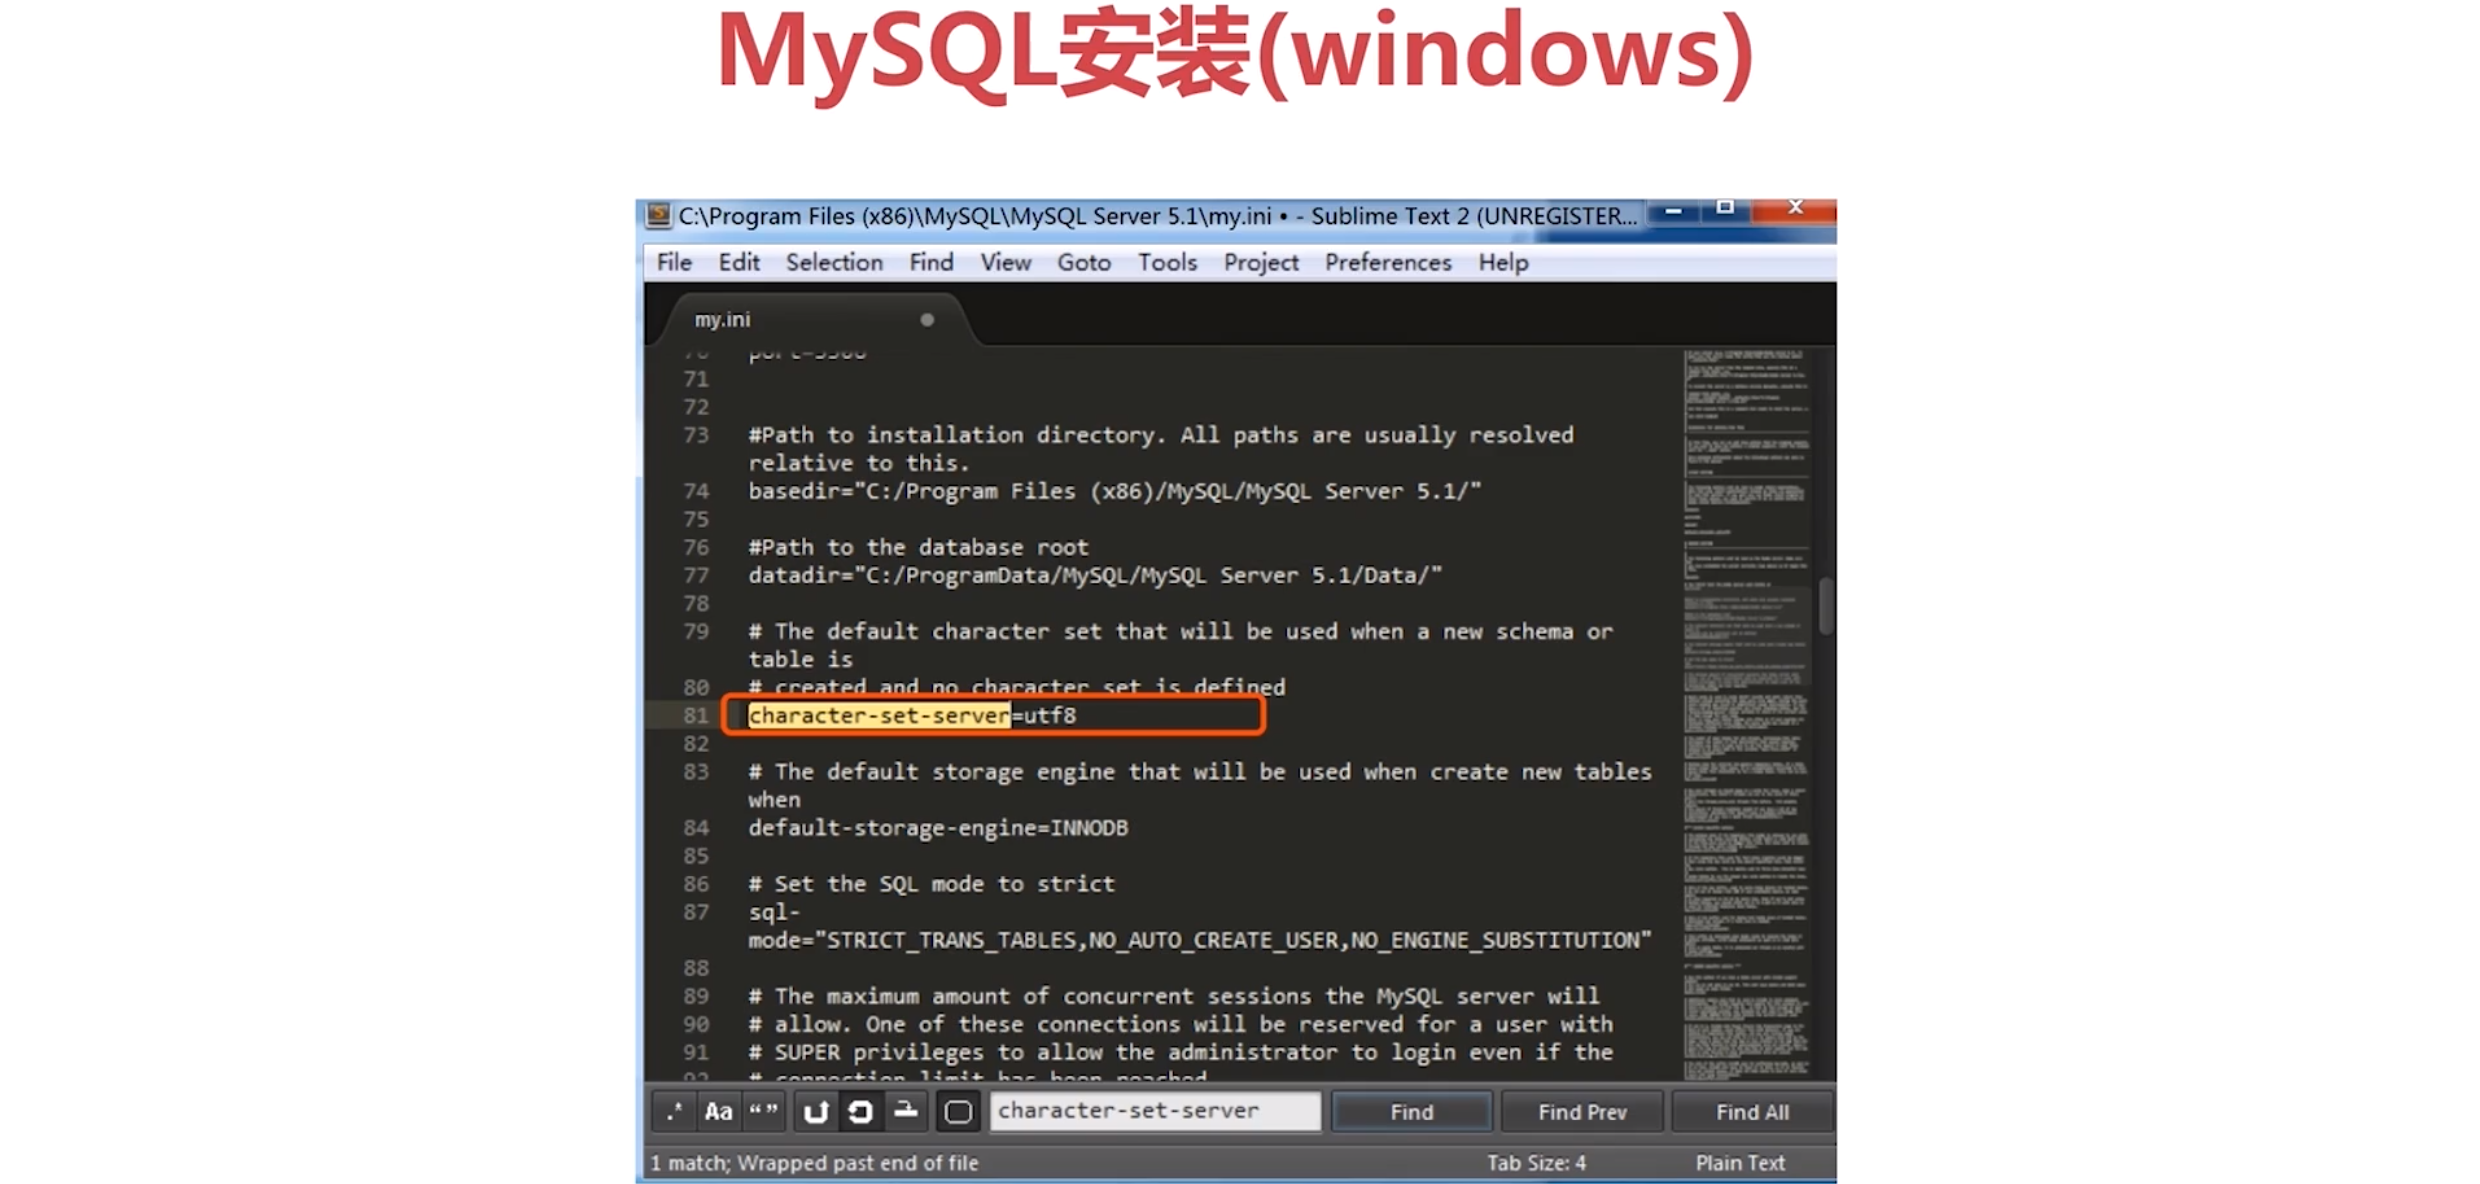 MySQL安装(windows)
C:\Program Files (x86)\MySQL\MySQL Server 5.1\my.ini • - Sublime Text 2 (UNREGISTER...
File Edit Selection Find View Goto Tools Project Preferences Help
my.ini
71
72
73 #Path to installation directory. All paths are usually resolved
relative to this.
74 basedir="C:/Program Files (x86)/MySQL/MySQL Server 5.1/"
75
76 #Path to the database root
77 datadir="C:/ProgramData/MySQL/MySQL Server 5.1/Data/"
78
79 # The default character set that will be used when a new schema or
table is
80 # created and no character set is defined
81 character-set-server=utf8
82
83 # The default storage engine that will be used when create new tables
when
84 default-storage-engine=INNODB
85
86 # Set the SQL mode to strict
87 sql-
mode="STRICT_TRANS_TABLES,NO_AUTO_CREATE_USER,NO_ENGINE_SUBSTITUTION"
88
89 # The maximum amount of concurrent sessions the MySQL server will
90 # allow. One of these connections will be reserved for a user with
91 # SUPER privileges to allow the administrator to login even if the
92 # connection limit has been reached
.* Aa “ ” character-set-server Find Find Prev Find All
1 match; Wrapped past end of file Tab Size: 4 Plain Text